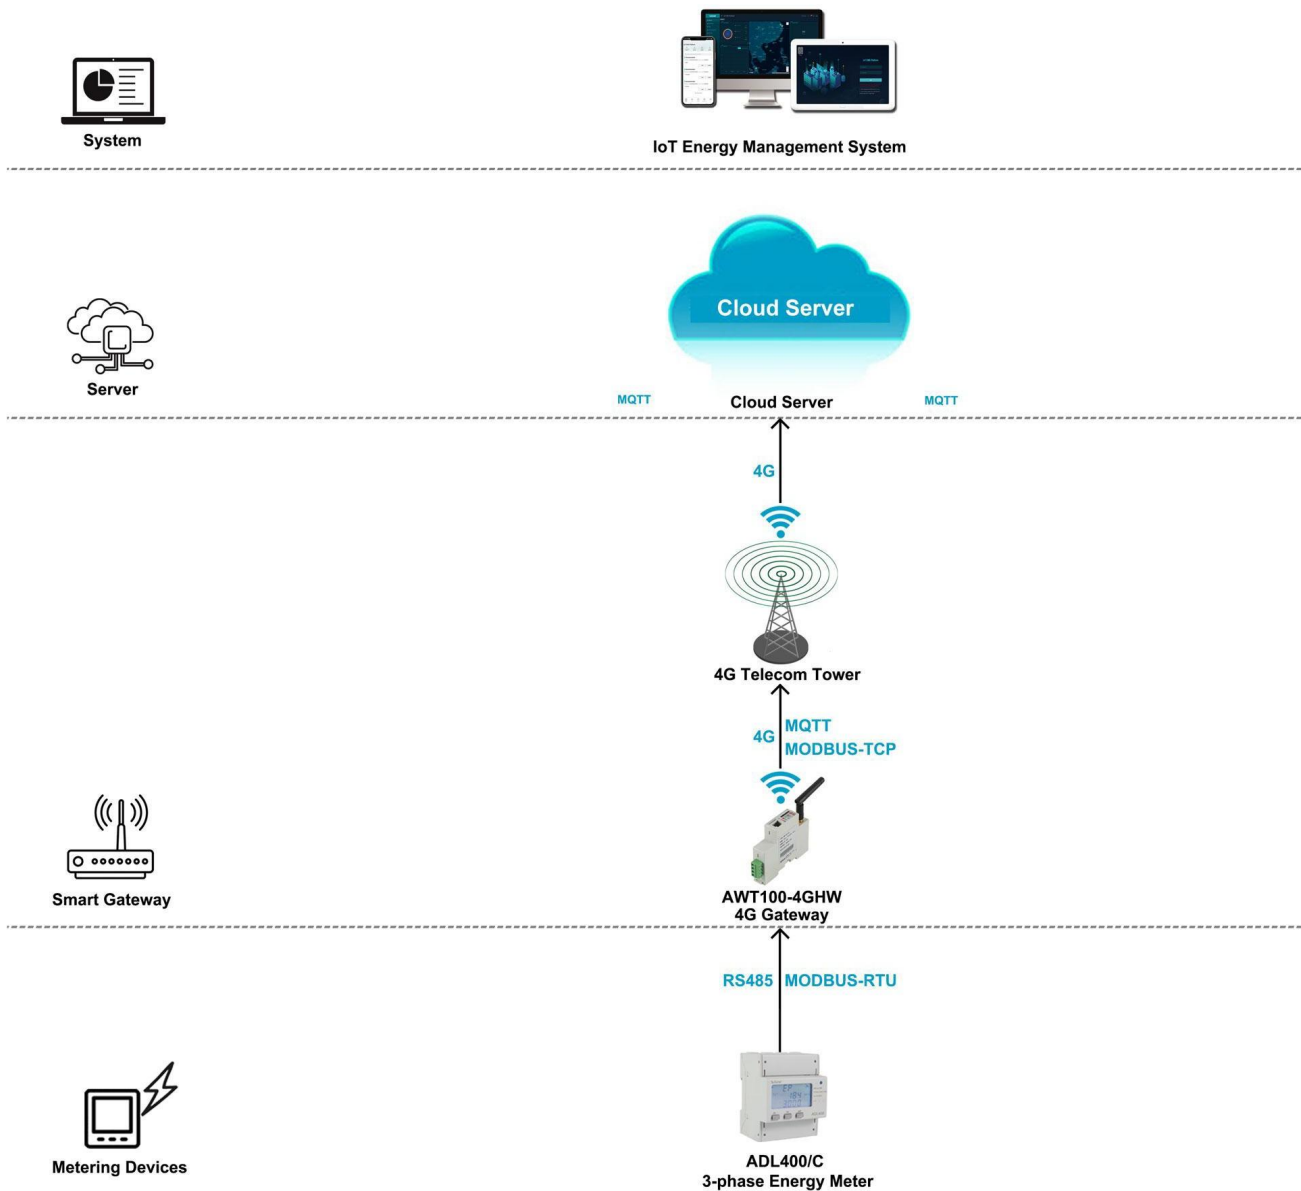 System
IoT Energy Management System
Cloud Server
Server
MQTT
Cloud Server
MQTT
4G
4G Telecom Tower
4G
MQTT
MODBUS-TCP
Smart Gateway
AWT100-4GHW
4G Gateway
RS485
MODBUS-RTU
Metering Devices
ADL400/C
3-phase Energy Meter